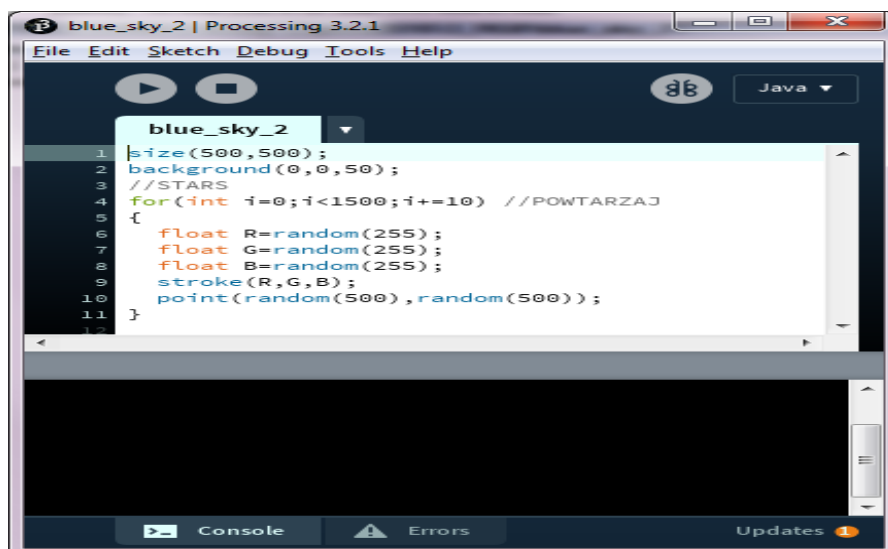 blue_sky_2 | Processing 3.2.1
File Edit Sketch Debug Tools Help
Java
blue_sky_2
1 size(500,500);
2 background(0,0,50);
3 //STARS
4 for(int i=0;i<1500;i+=10) //POWTARZAJ
5 {
6 float R=random(255);
7 float G=random(255);
8 float B=random(255);
9 stroke(R,G,B);
10 point(random(500),random(500));
11 }
12
>_ Console Errors Updates 1